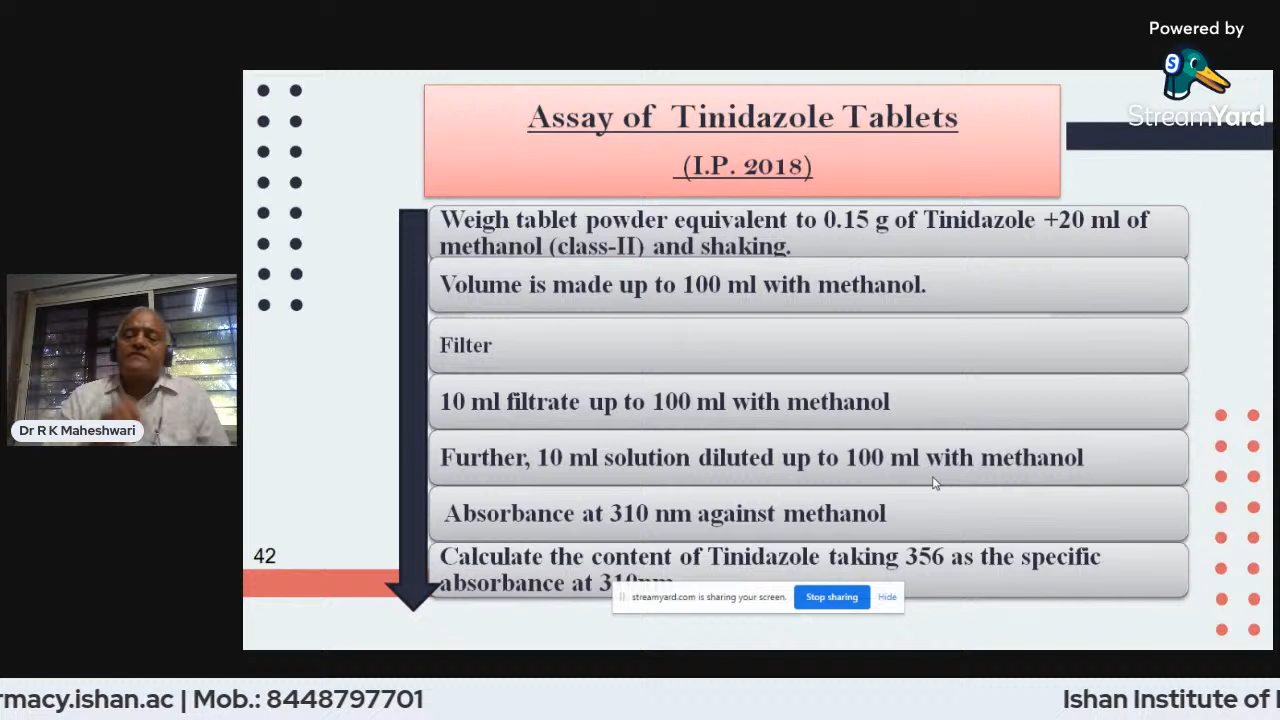 Powered by
S
StreamYard
Assay of Tinidazole Tablets
(I.P. 2018)
Weigh tablet powder equivalent to 0.15 g of Tinidazole +20 ml of
methanol (class-II) and shaking.
Volume is made up to 100 ml with methanol.
Filter
10 ml filtrate up to 100 ml with methanol
Further, 10 ml solution diluted up to 100 ml with methanol
Absorbance at 310 nm against methanol
Calculate the content of Tinidazole taking 356 as the specific
absorbance at 310nm
42
streamyard.com is sharing your screen.
Stop sharing
Hide
Dr R K Maheshwari
rmacy.ishan.ac | Mob.: 8448797701
Ishan Institute of